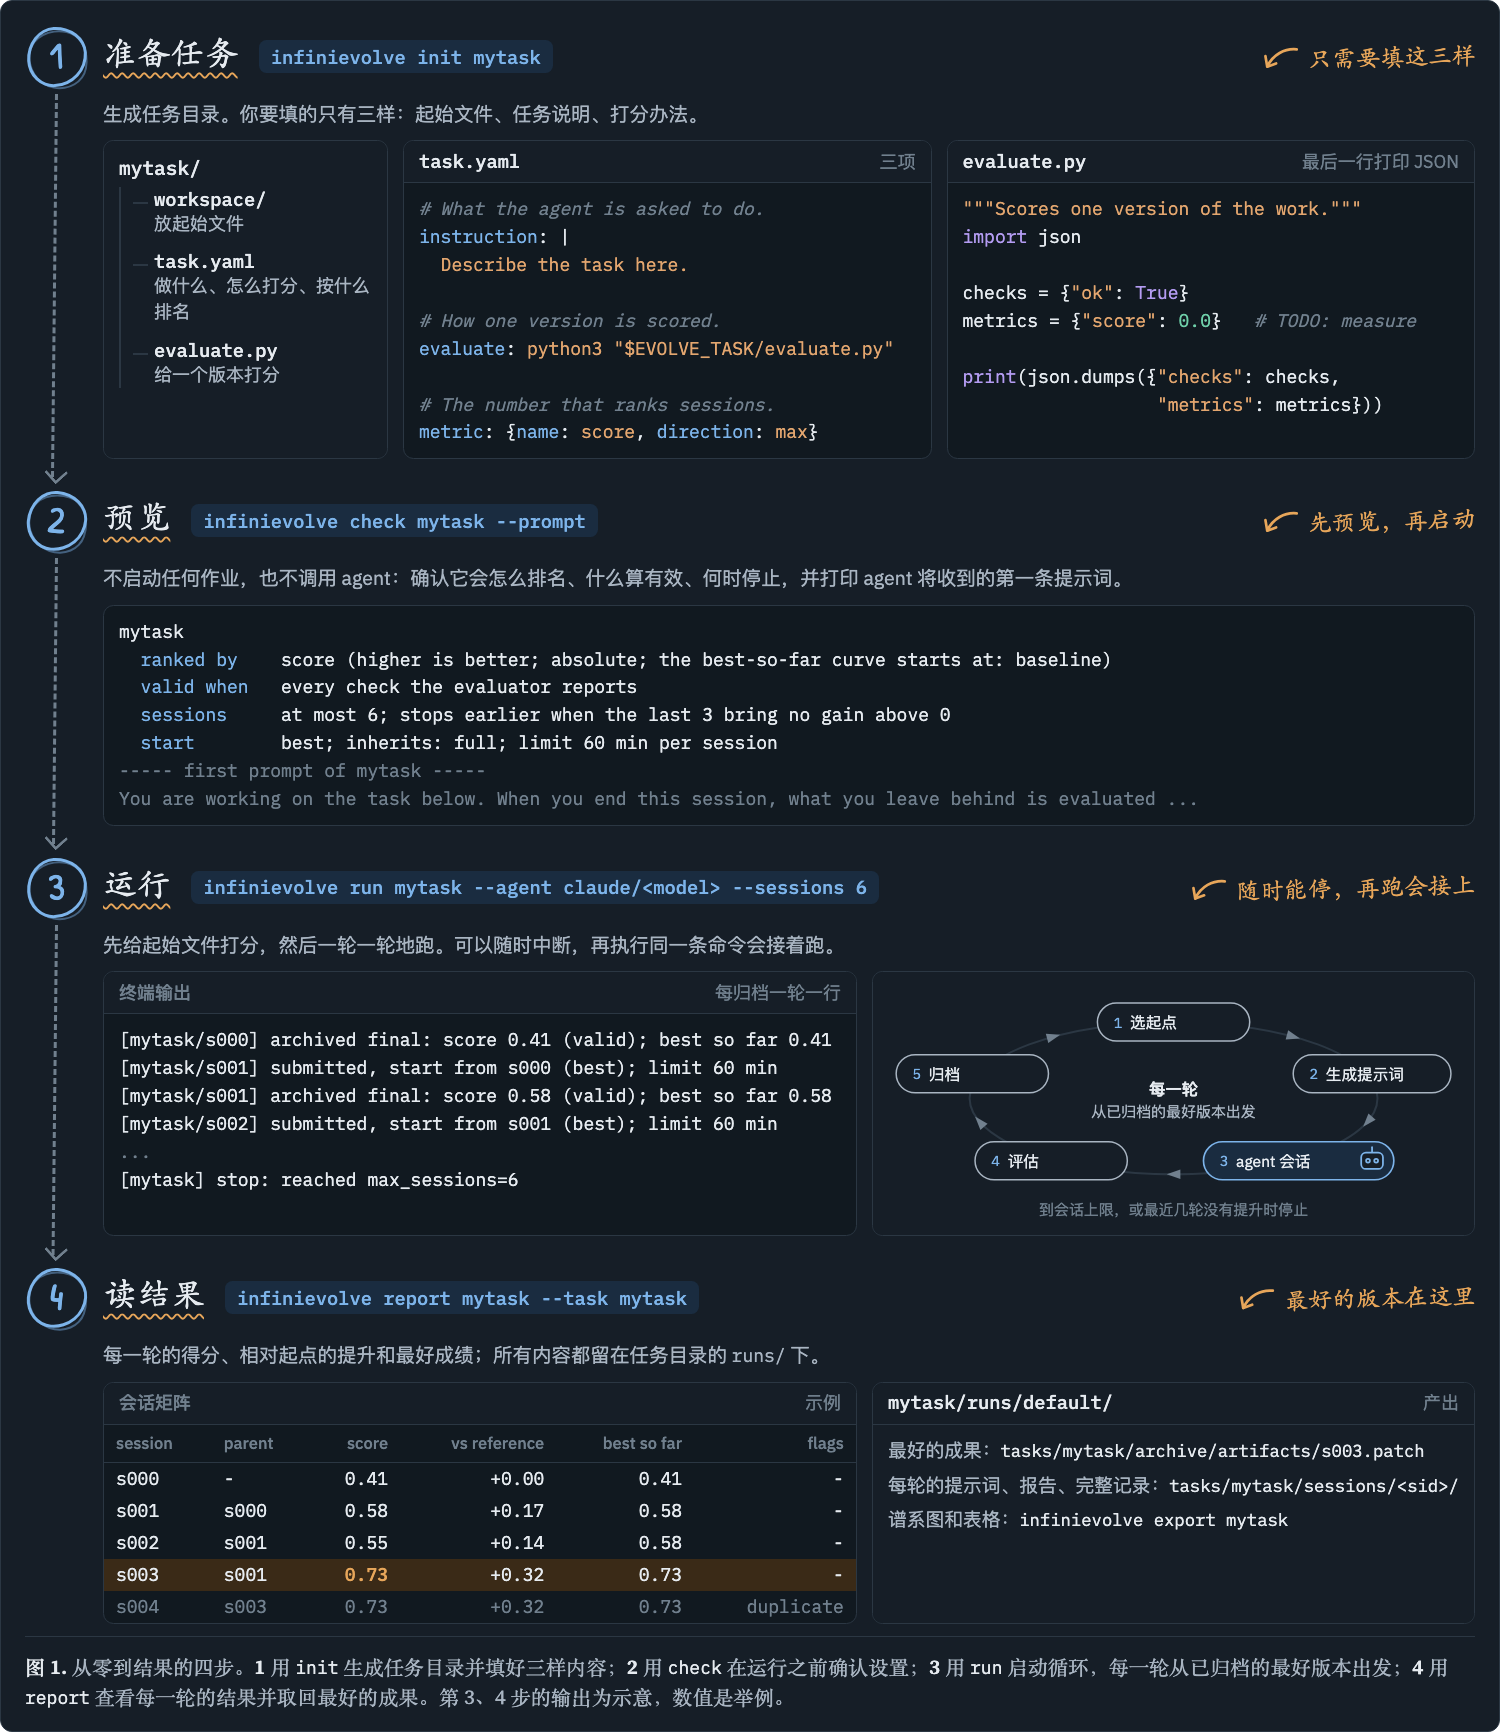 1 准备任务 infinievolve init mytask 只需要填这三样
生成任务目录。你要填的只有三样：起始文件、任务说明、打分办法。
mytask/
workspace/
放起始文件
task.yaml
做什么、怎么打分、按什么
排名
evaluate.py
给一个版本打分
task.yaml 三项
# What the agent is asked to do.
instruction: |
  Describe the task here.
# How one version is scored.
evaluate: python3 "$EVOLVE_TASK/evaluate.py"
# The number that ranks sessions.
metric: {name: score, direction: max}
evaluate.py 最后一行打印 JSON
"""Scores one version of the work."""
import json
checks = {"ok": True}
metrics = {"score": 0.0}   # TODO: measure
print(json.dumps({"checks": checks,
                  "metrics": metrics}))
2 预览 infinievolve check mytask --prompt 先预览，再启动
不启动任何作业，也不调用 agent：确认它会怎么排名、什么算有效、何时停止，并打印 agent 将收到的第一条提示词。
mytask
  ranked by    score (higher is better; absolute; the best-so-far curve starts at: baseline)
  valid when   every check the evaluator reports
  sessions     at most 6; stops earlier when the last 3 bring no gain above 0
  start        best; inherits: full; limit 60 min per session
----- first prompt of mytask -----
You are working on the task below. When you end this session, what you leave behind is evaluated ...
3 运行 infinievolve run mytask --agent claude/<model> --sessions 6 随时能停，再跑会接上
先给起始文件打分，然后一轮一轮地跑。可以随时中断，再执行同一条命令会接着跑。
终端输出 每归档一轮一行
[mytask/s000] archived final: score 0.41 (valid); best so far 0.41
[mytask/s001] submitted, start from s000 (best); limit 60 min
[mytask/s001] archived final: score 0.58 (valid); best so far 0.58
[mytask/s002] submitted, start from s001 (best); limit 60 min
...
[mytask] stop: reached max_sessions=6
1 选起点
2 生成提示词
3 agent 会话
4 评估
5 归档
每一轮
从已归档的最好版本出发
到会话上限，或最近几轮没有提升时停止
4 读结果 infinievolve report mytask --task mytask 最好的版本在这里
每一轮的得分、相对起点的提升和最好成绩；所有内容都留在任务目录的 runs/ 下。
会话矩阵 示例
session parent score vs reference best so far flags
s000 - 0.41 +0.00 0.41 -
s001 s000 0.58 +0.17 0.58 -
s002 s001 0.55 +0.14 0.58 -
s003 s001 0.73 +0.32 0.73 -
s004 s003 0.73 +0.32 0.73 duplicate
mytask/runs/default/ 产出
最好的成果：tasks/mytask/archive/artifacts/s003.patch
每轮的提示词、报告、完整记录：tasks/mytask/sessions/<sid>/
谱系图和表格：infinievolve export mytask
图 1. 从零到结果的四步。1 用 init 生成任务目录并填好三样内容；2 用 check 在运行之前确认设置；3 用 run 启动循环，每一轮从已归档的最好版本出发；4 用
report 查看每一轮的结果并取回最好的成果。第 3、4 步的输出为示意，数值是举例。